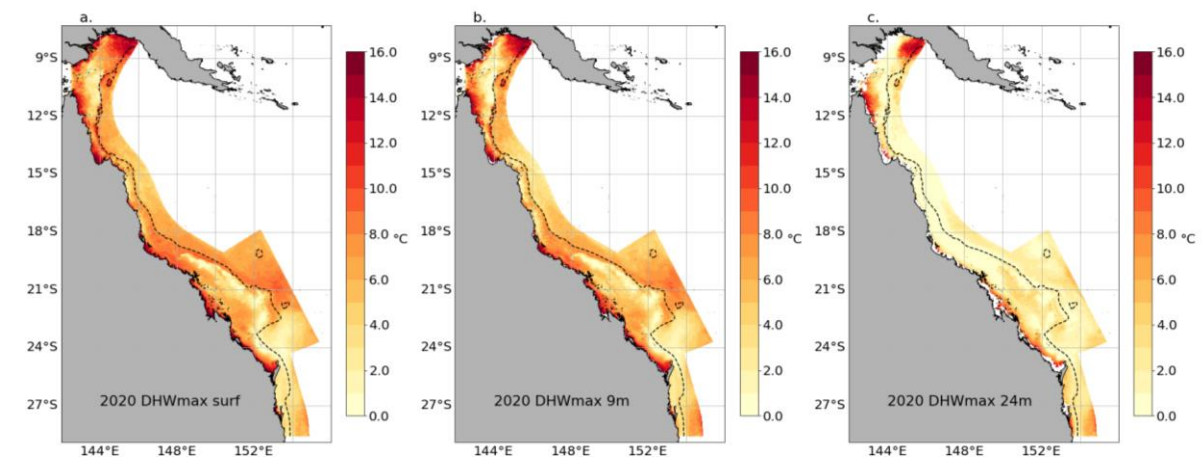 a.
9°S
12°S
15°S
18°S
21°S
24°S
27°S
144°E 148°E 152°E
2020 DHWmax surf
16.0
14.0
12.0
10.0
8.0
6.0
4.0
2.0
0.0
°C
b.
9°S
12°S
15°S
18°S
21°S
24°S
27°S
144°E 148°E 152°E
2020 DHWmax 9m
16.0
14.0
12.0
10.0
8.0
6.0
4.0
2.0
0.0
°C
c.
9°S
12°S
15°S
18°S
21°S
24°S
27°S
144°E 148°E 152°E
2020 DHWmax 24m
16.0
14.0
12.0
10.0
8.0
6.0
4.0
2.0
0.0
°C